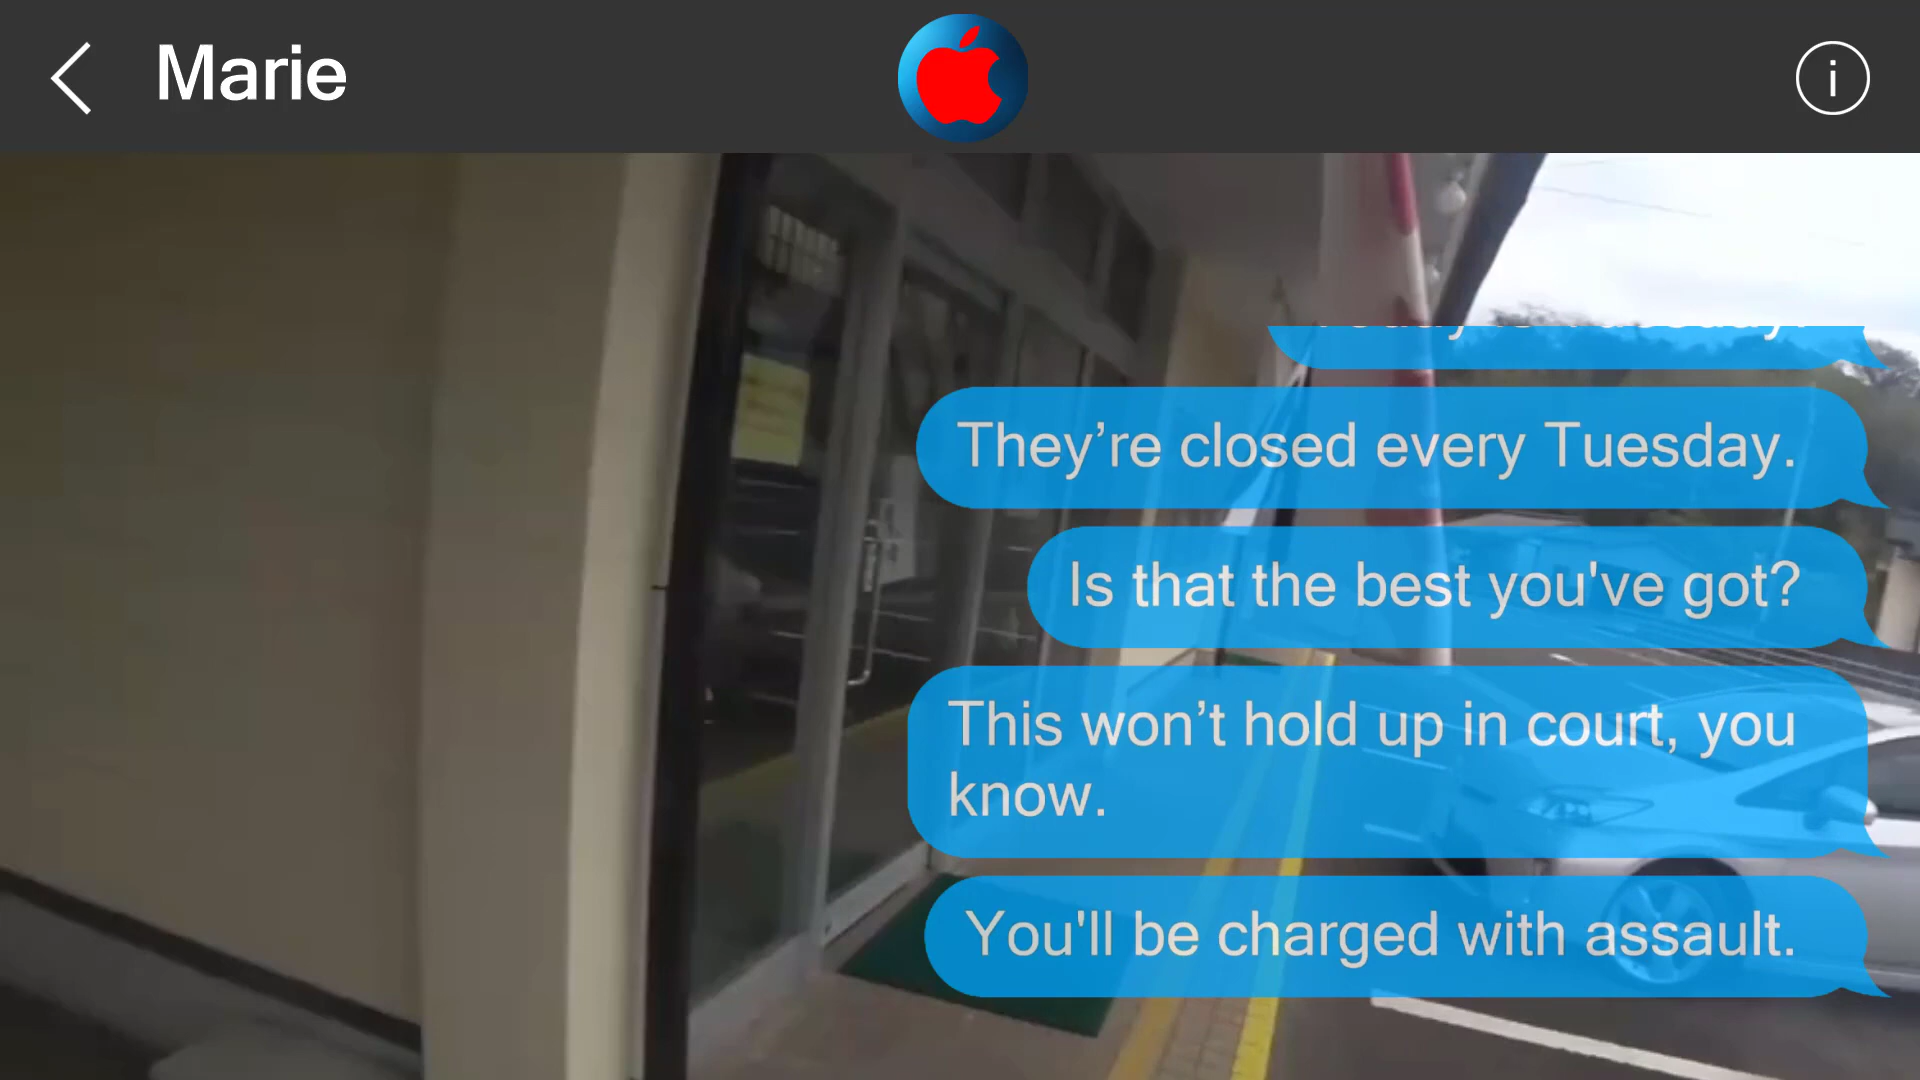 Marie
They’re closed every Tuesday.
Is that the best you've got?
This won’t hold up in court, you
know.
You'll be charged with assault.